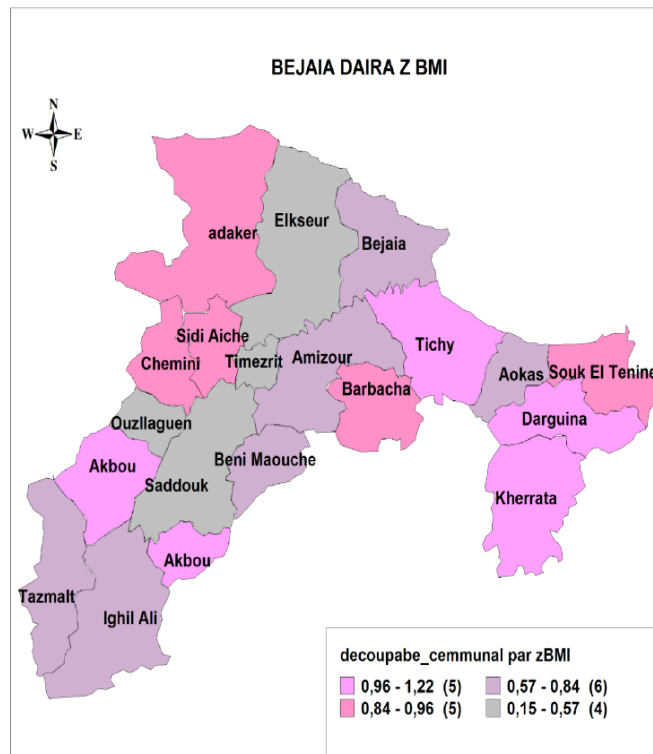 BEJAIA DAIRA Z BMI
N
W E
S
Elkseur
adaker
Bejaia
Sidi Aiche
Tichy
Chemini
Timezrit
Amizour
Aokas
Souk El Tenine
Barbacha
Darguina
Ouzllaguen
Akbou
Beni Maouche
Saddouk
Kherrata
Akbou
Tazmalt
Ighil Ali
decoupabe_cemmunal par zBMI
0,96 - 1,22 (5) 0,57 - 0,84 (6)
0,84 - 0,96 (5) 0,15 - 0,57 (4)